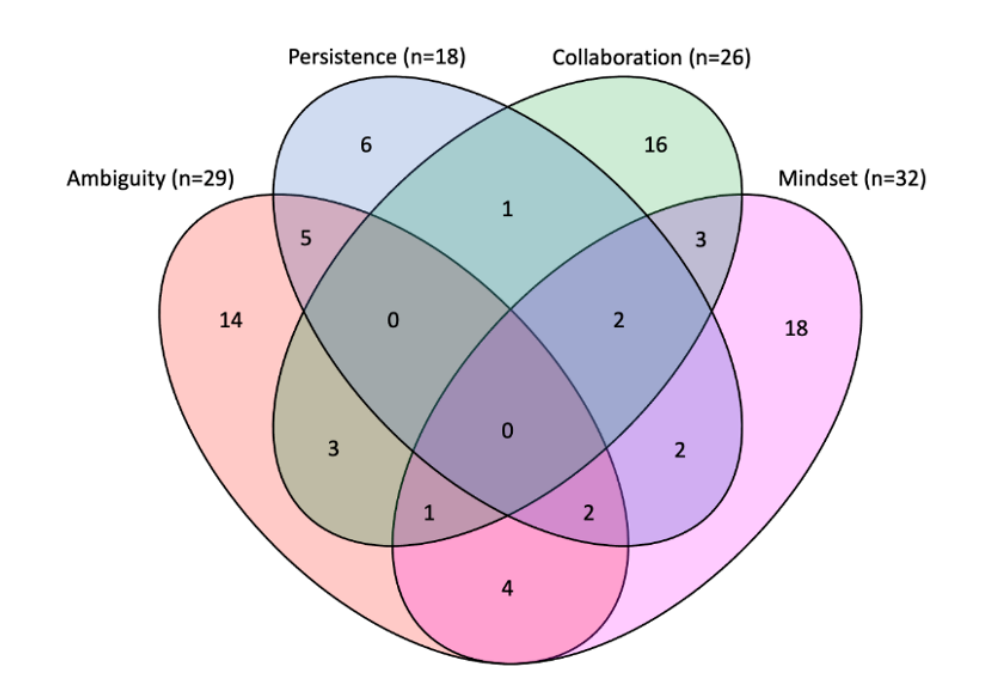 Persistence (n=18) Collaboration (n=26)
6 16
Ambiguity (n=29) Mindset (n=32)
1
5 3
14 0 2 18
0
3 2
1 2
4